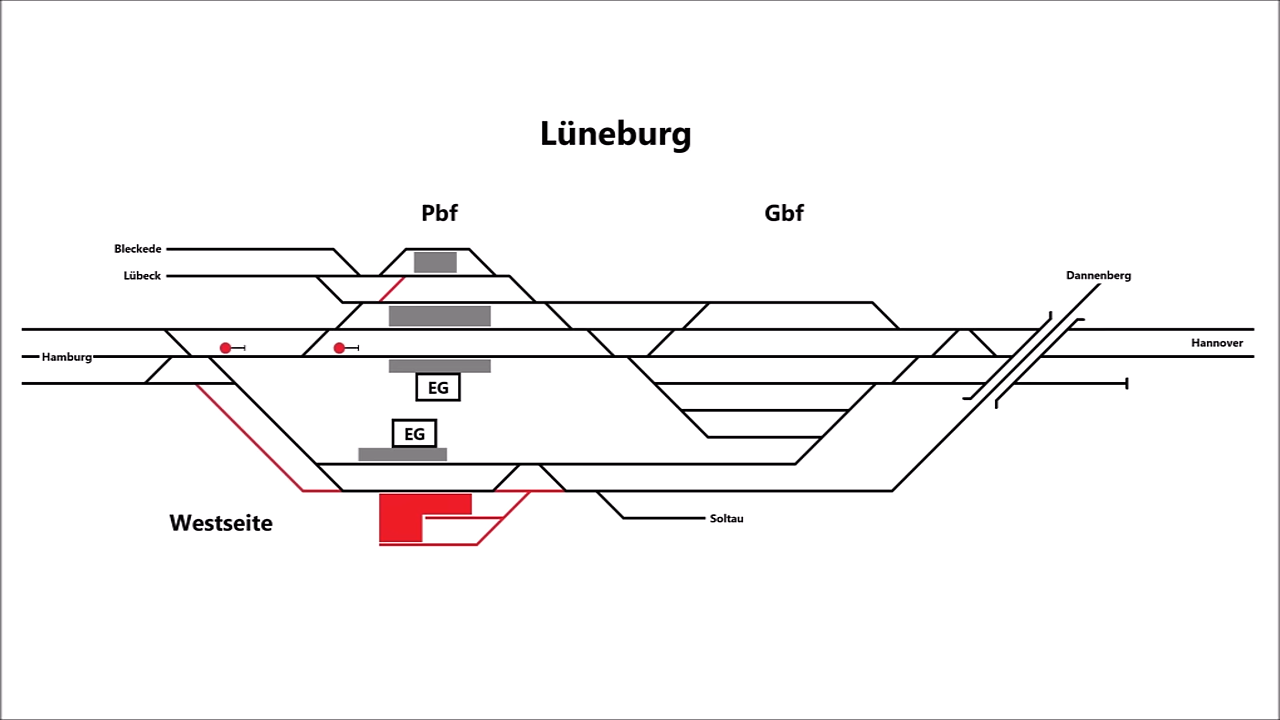 Lüneburg
Pbf
Gbf
Bleckede
Lübeck
Dannenberg
Hannover
Hamburg
EG
EG
Westseite
Soltau